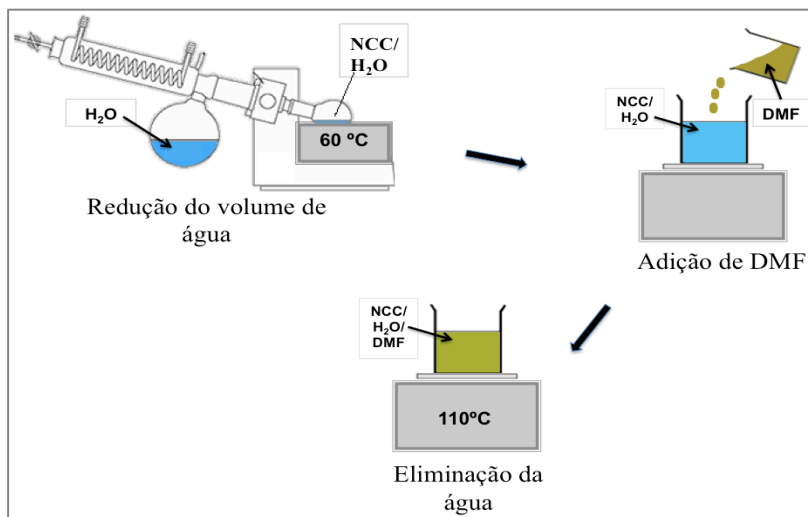 NCC/
H₂O
H₂O
60 ºC
Redução do volume de
água
NCC/
H₂O
DMF
Adição de DMF
NCC/
H₂O/
DMF
110ºC
Eliminação da
água